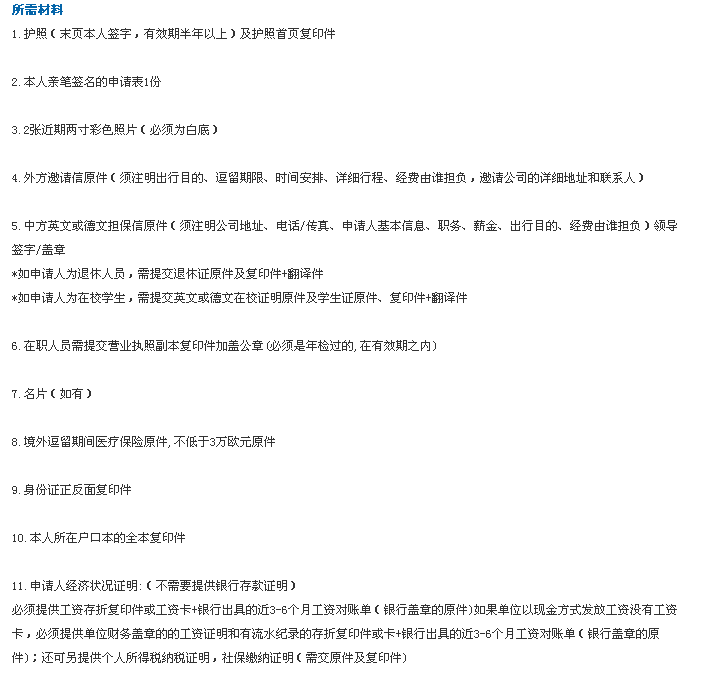 所需材料
1.护照（末页本人签字，有效期半年以上）及护照首页复印件
2.本人亲笔签名的申请表1份
3.2张近期两寸彩色照片（必须为白底）
4.外方邀请信原件（须注明出行目的、逗留期限、时间安排、详细行程、经费由谁担负，邀请公司的详细地址和联系人）
5.中方英文或德文担保信原件（须注明公司地址、电话/传真、申请人基本信息、职务、薪金、出行目的、经费由谁担负）领导
签字/盖章
*如申请人为退休人员，需提交退休证原件及复印件+翻译件
*如申请人为在校学生，需提交英文或德文在校证明原件及学生证原件、复印件+翻译件
6.在职人员需提交营业执照副本复印件加盖公章(必须是年检过的,在有效期之内)
7.名片（如有）
8.境外逗留期间医疗保险原件,不低于3万欧元原件
9.身份证正反面复印件
10.本人所在户口本的全本复印件
11.申请人经济状况证明:（不需要提供银行存款证明）
必须提供工资存折复印件或工资卡+银行出具的近3-6个月工资对账单（银行盖章的原件)如果单位以现金方式发放工资没有工资
卡，必须提供单位财务盖章的的工资证明和有流水纪录的存折复印件或卡+银行出具的近3-6个月工资对账单（银行盖章的原
件)；还可另提供个人所得税纳税证明，社保缴纳证明（需交原件及复印件)